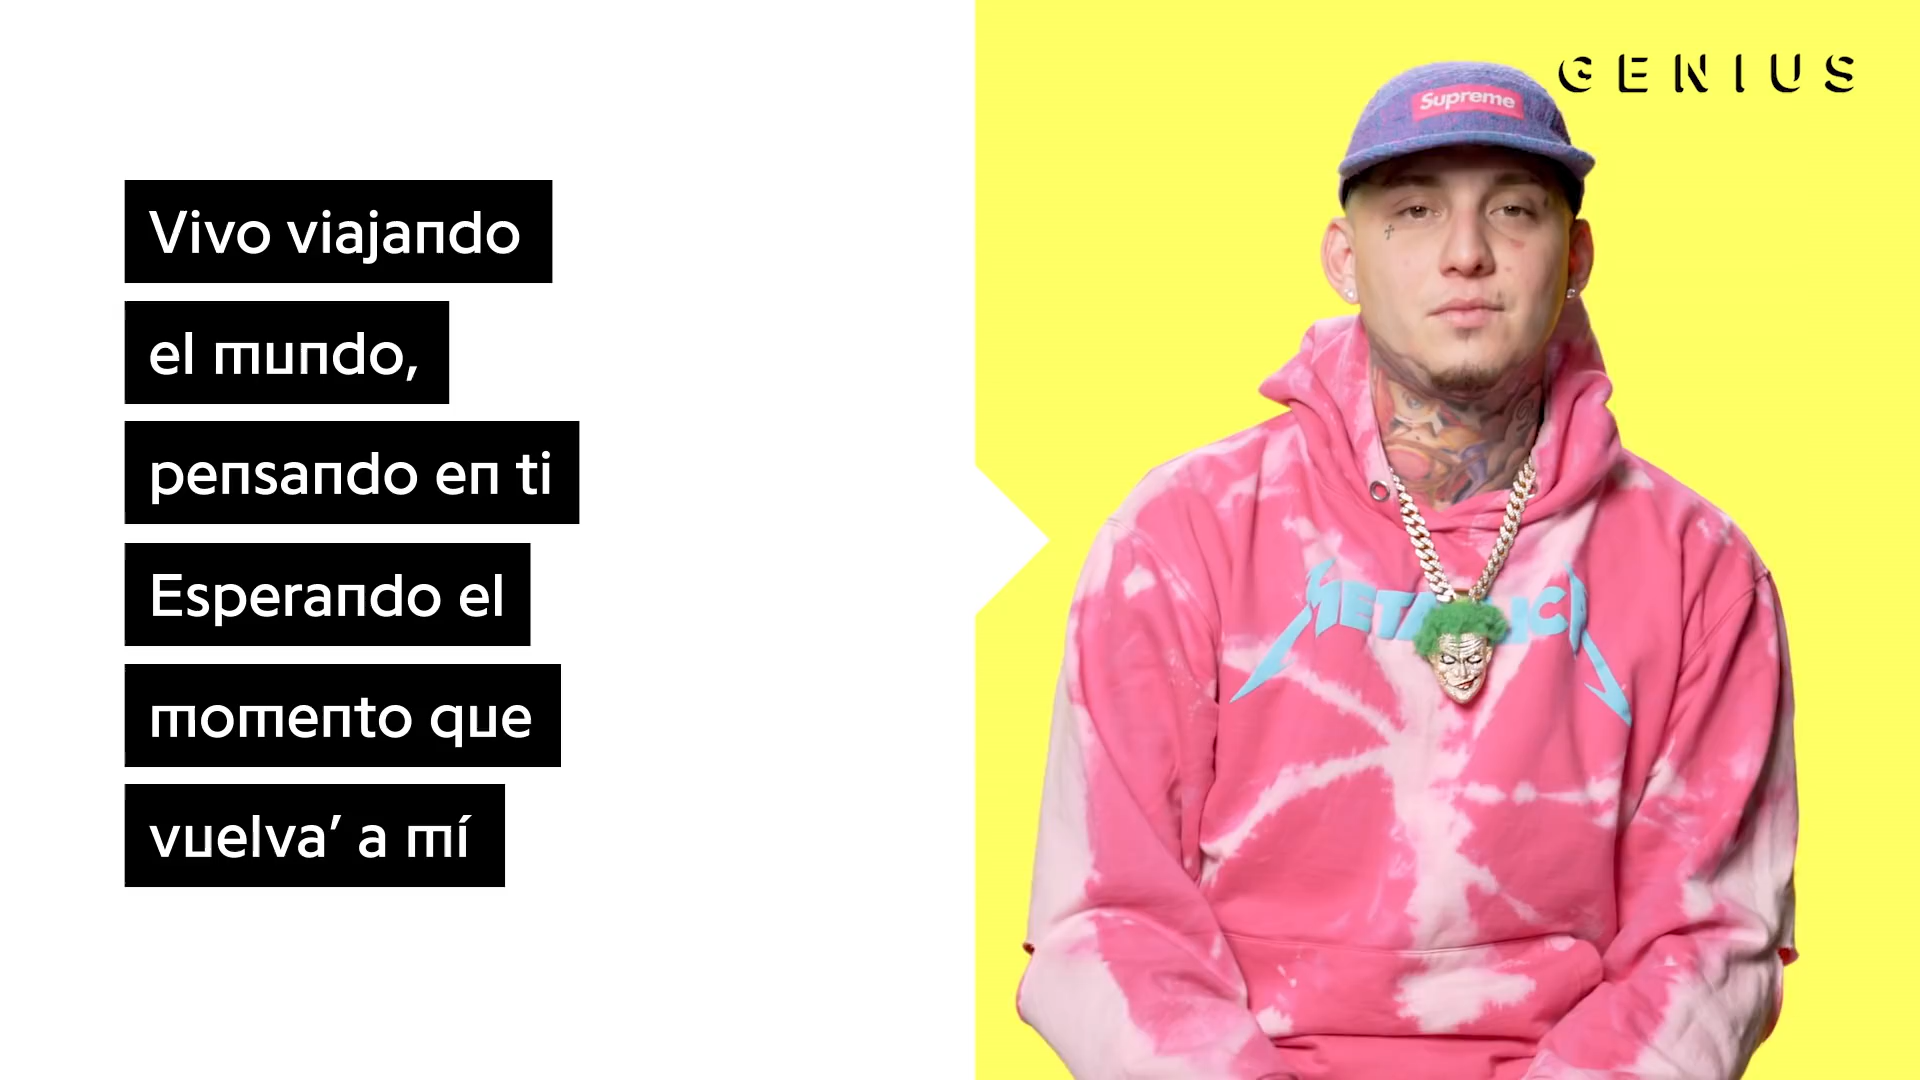 GENIUS
Supreme
Vivo viajando
el mundo,
pensando en ti
Esperando el
momento que
vuelva’ a mí